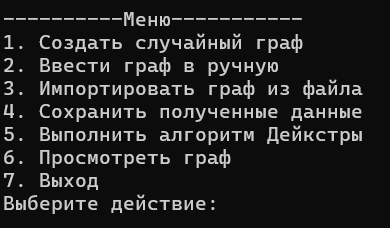 ----------Меню-----------
1. Создать случайный граф
2. Ввести граф в ручную
3. Импортировать граф из файла
4. Сохранить полученные данные
5. Выполнить алгоритм Дейкстры
6. Просмотреть граф
7. Выход
Выберите действие: